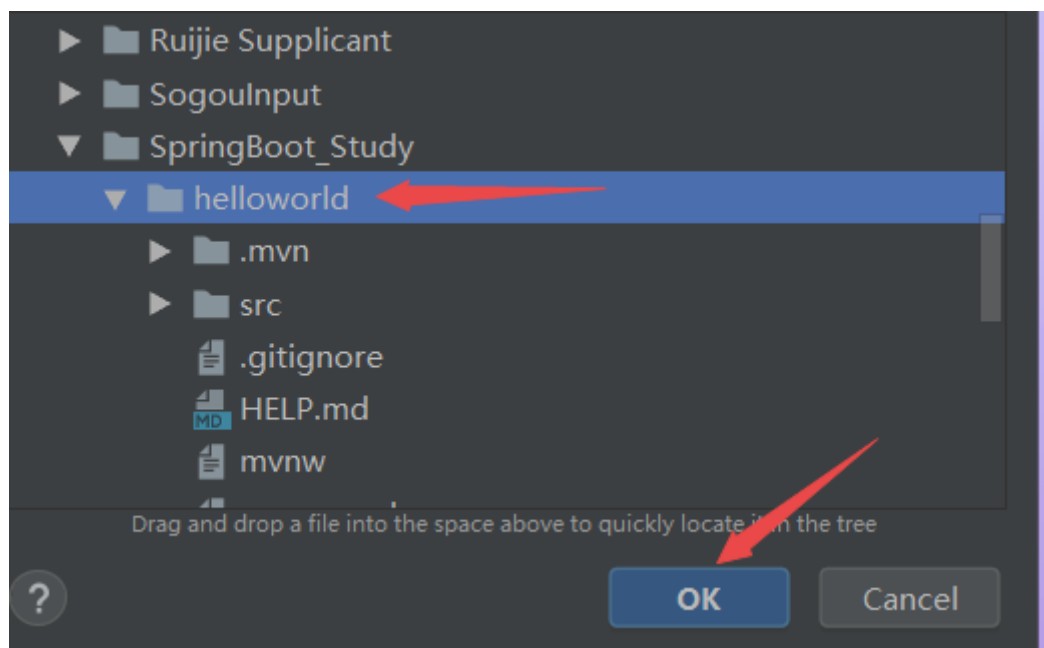 Ruijie Supplicant
SogouInput
SpringBoot_Study
helloworld
.mvn
src
.gitignore
HELP.md
MD
mvnw
Drag and drop a file into the space above to quickly locate it in the tree
?
OK
Cancel